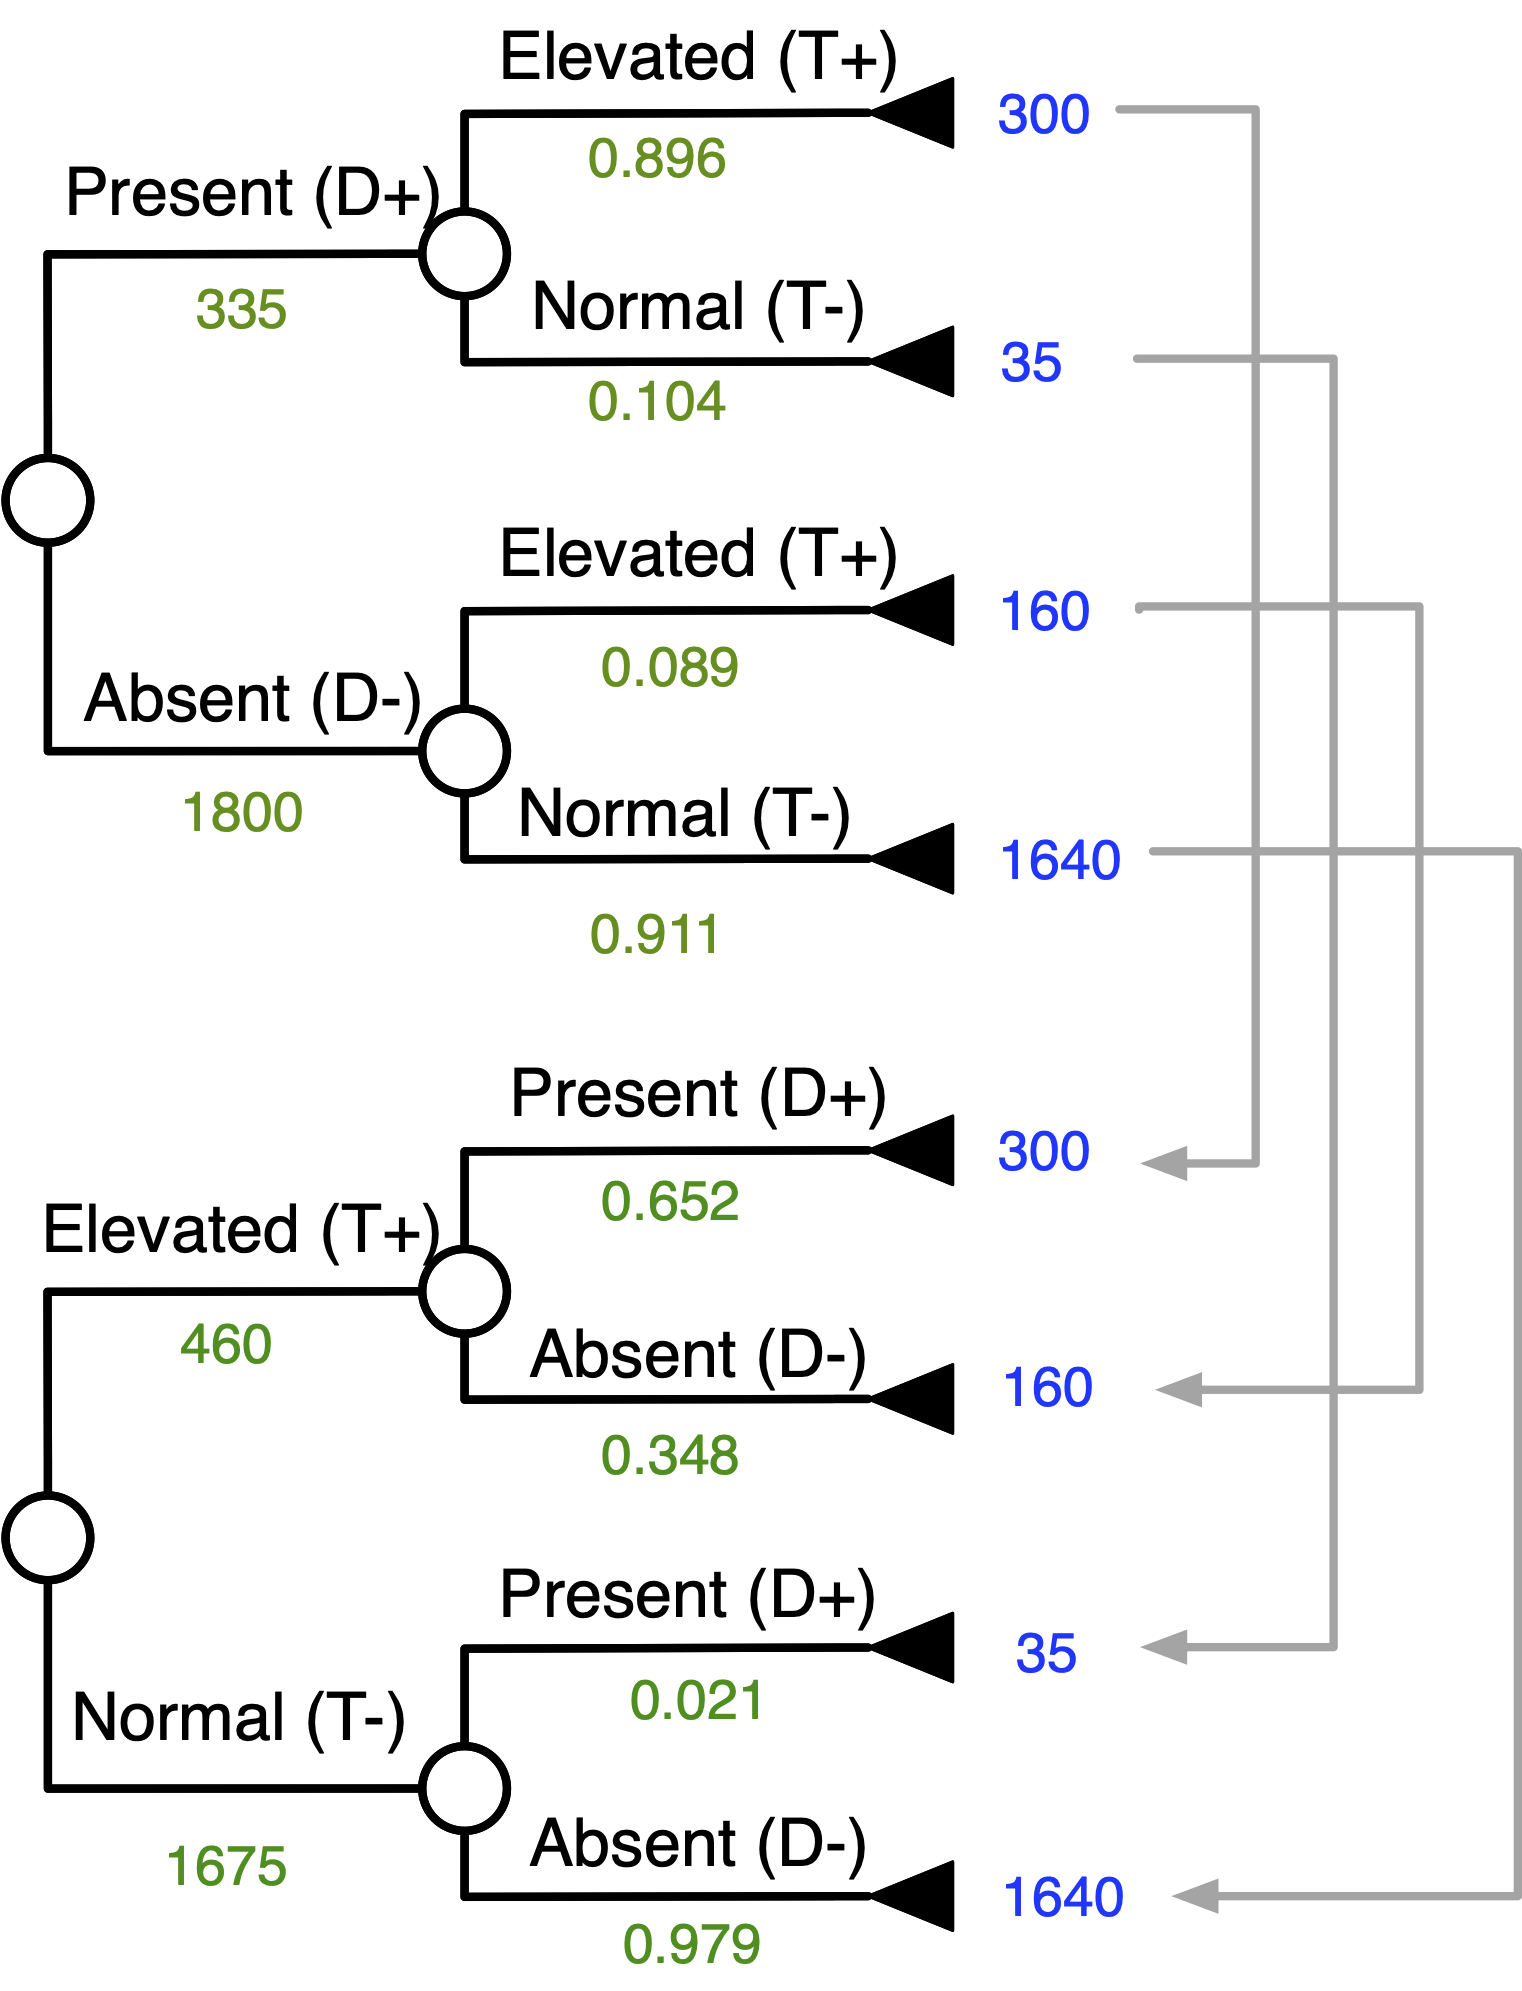 Elevated (T+)
300
0.896
Present (D+)
335
Normal (T-)
35
0.104
Elevated (T+)
160
0.089
Absent (D-)
1800
Normal (T-)
1640
0.911
Present (D+)
300
0.652
Elevated (T+)
460
Absent (D-)
160
0.348
Present (D+)
35
0.021
Normal (T-)
1675
Absent (D-)
1640
0.979